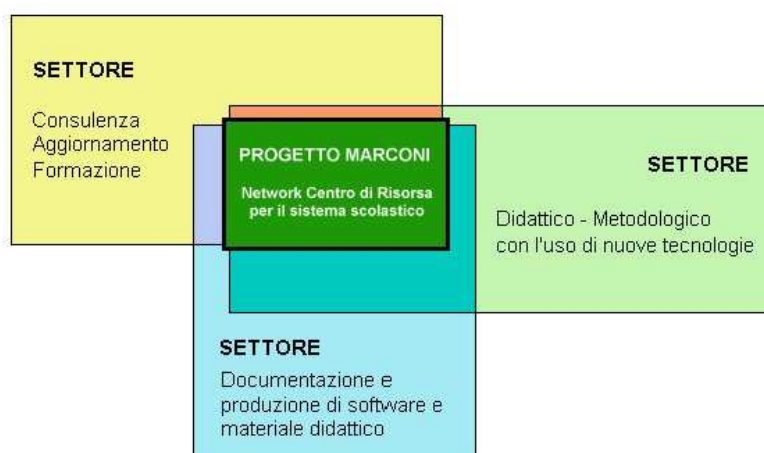 SETTORE
Consulenza
Aggiornamento
Formazione
PROGETTO MARCONI
Network Centro di Risorsa
per il sistema scolastico
SETTORE
Didattico - Metodologico
con l'uso di nuove tecnologie
SETTORE
Documentazione e
produzione di software e
materiale didattico